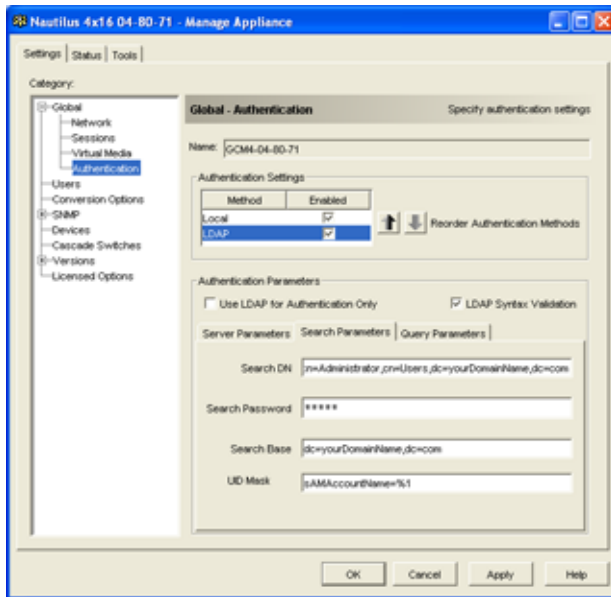 Nautilus 4x16 04-80-71 - Manage Appliance
Settings Status Tools
Category:
Global
Network
Sessions
Virtual Media
Authentication
Users
Conversion Options
SNMP
Devices
Cascade Switches
Versions
Licensed Options
Global - Authentication Specify authentication settings
Name: GCM4-04-80-71
Authentication Settings
Method Enabled
Local
LDAP
Reorder Authentication Methods
Authentication Parameters
Use LDAP for Authentication Only LDAP Syntax Validation
Server Parameters Search Parameters Query Parameters
Search DN :n=Administrator,cn=Users,dc=yourDomainName,dc=com
Search Password *****
Search Base dc=yourDomainName,dc=com
UID Mask sAMAccountName=%1
OK Cancel Apply Help